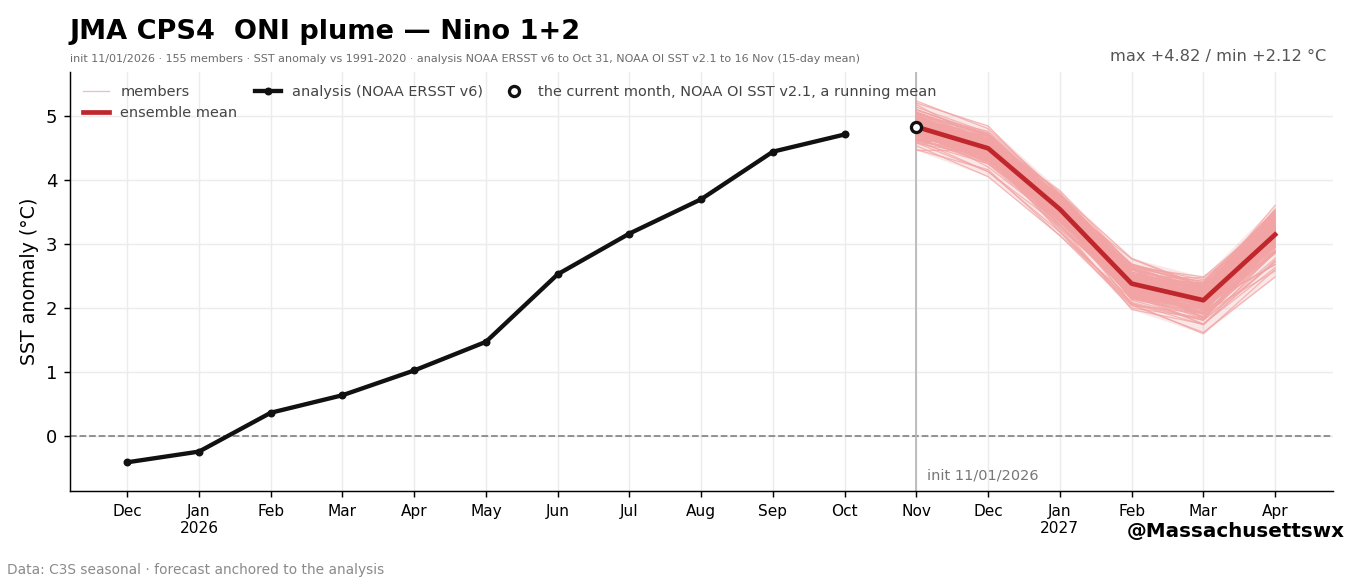 JMA CPS4  ONI plume — Nino 1+2
init 11/01/2026 · 155 members · SST anomaly vs 1991-2020 · analysis NOAA ERSST v6 to Oct 31, NOAA OI SST v2.1 to 16 Nov (15-day mean)
max +4.82 / min +2.12 °C
members
ensemble mean
analysis (NOAA ERSST v6)
the current month, NOAA OI SST v2.1, a running mean
SST anomaly (°C)
5
4
3
2
1
0
init 11/01/2026
Dec Jan Feb Mar Apr May Jun Jul Aug Sep Oct Nov Dec Jan Feb Mar Apr
2026 2027
@Massachusettswx
Data: C3S seasonal · forecast anchored to the analysis